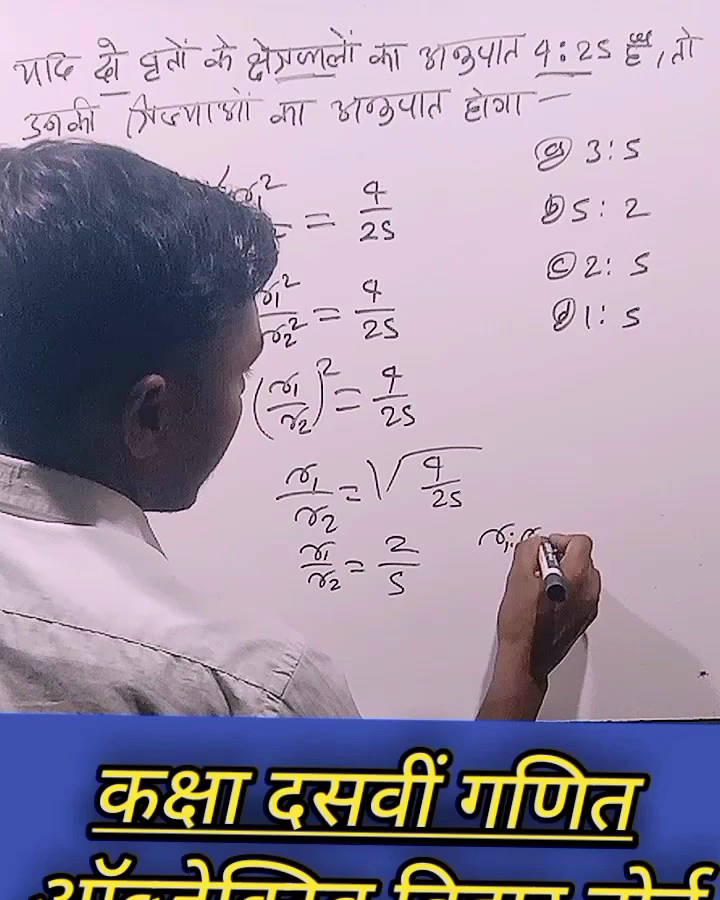 यदि दो वृतों के क्षेत्रफलों का अनुपात 4:25 है, तो
उनकी त्रिज्याओं का अनुपात होगा –
ⓐ 3:5
ⓑ 5:2
ⓒ 2:5
ⓓ 1:5
= 4/25
r₁²/r₂² = 4/25
(r₁/r₂)² = 4/25
r₁/r₂ = √(4/25)
r₁/r₂ = 2/5
r₁:
कक्षा दसवीं गणित